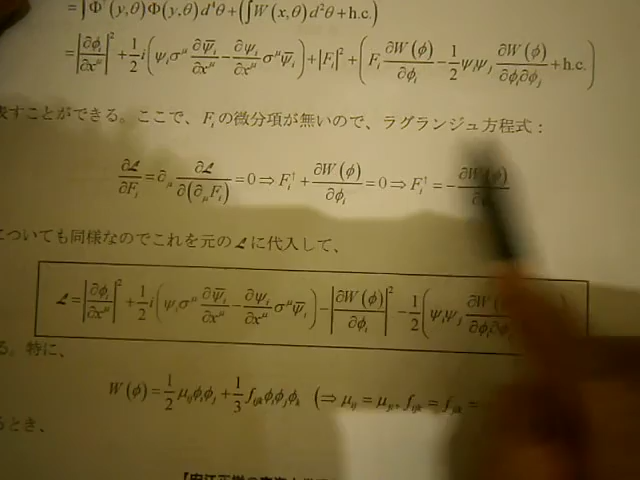 = ∫Φ†(y,θ)Φ(y,θ)d⁴θ + (∫W(x,θ)d²θ + h.c.)
= |∂ϕᵢ/∂x^μ|² + 1/2 i(ψᵢσ^μ ∂ψ̄ᵢ/∂x^μ − ∂ψᵢ/∂x^μ σ^μ ψ̄ᵢ) + |Fᵢ|² + (Fᵢ ∂W(ϕ)/∂ϕᵢ − 1/2 ψᵢψⱼ ∂W(ϕ)/∂ϕᵢ∂ϕⱼ + h.c.)
表すことができる。ここで、Fᵢの微分項が無いので、ラグランジュ方程式：
∂ℒ/∂Fᵢ = ∂_μ ∂ℒ/∂(∂_μFᵢ) = 0 ⇒ Fᵢ† + ∂W(ϕ)/∂ϕᵢ = 0 ⇒ Fᵢ† = − ∂W(ϕ)/∂
についても同様なのでこれを元のℒに代入して、
ℒ = |∂ϕᵢ/∂x^μ|² + 1/2 i(ψᵢσ^μ ∂ψ̄ᵢ/∂x^μ − ∂ψᵢ/∂x^μ σ^μ ψ̄ᵢ) − |∂W(ϕ)/∂ϕᵢ|² − 1/2 (ψᵢψⱼ ∂W/∂ϕᵢ∂ )
る。特に、
W(ϕ) = 1/2 μᵢⱼϕᵢϕⱼ + 1/3 fᵢⱼₖϕᵢϕⱼϕₖ (⇒ μᵢⱼ = μⱼᵢ, fᵢⱼₖ = fⱼᵢₖ =
るとき、